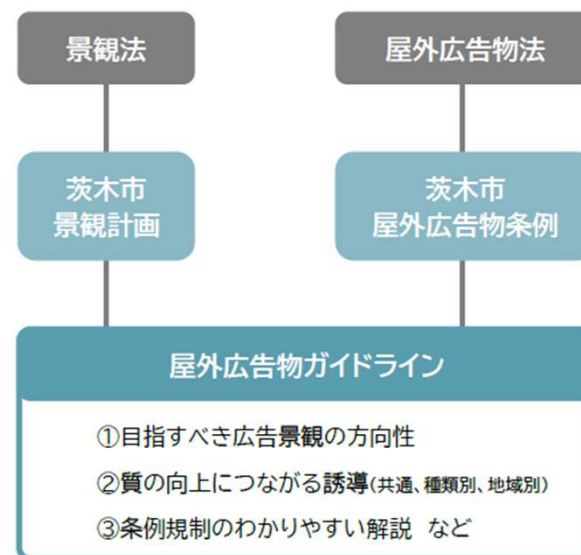 景観法
屋外広告物法
茨木市
景観計画
茨木市
屋外広告物条例
屋外広告物ガイドライン
①目指すべき広告景観の方向性
②質の向上につながる誘導(共通、種類別、地域別)
③条例規制のわかりやすい解説 など